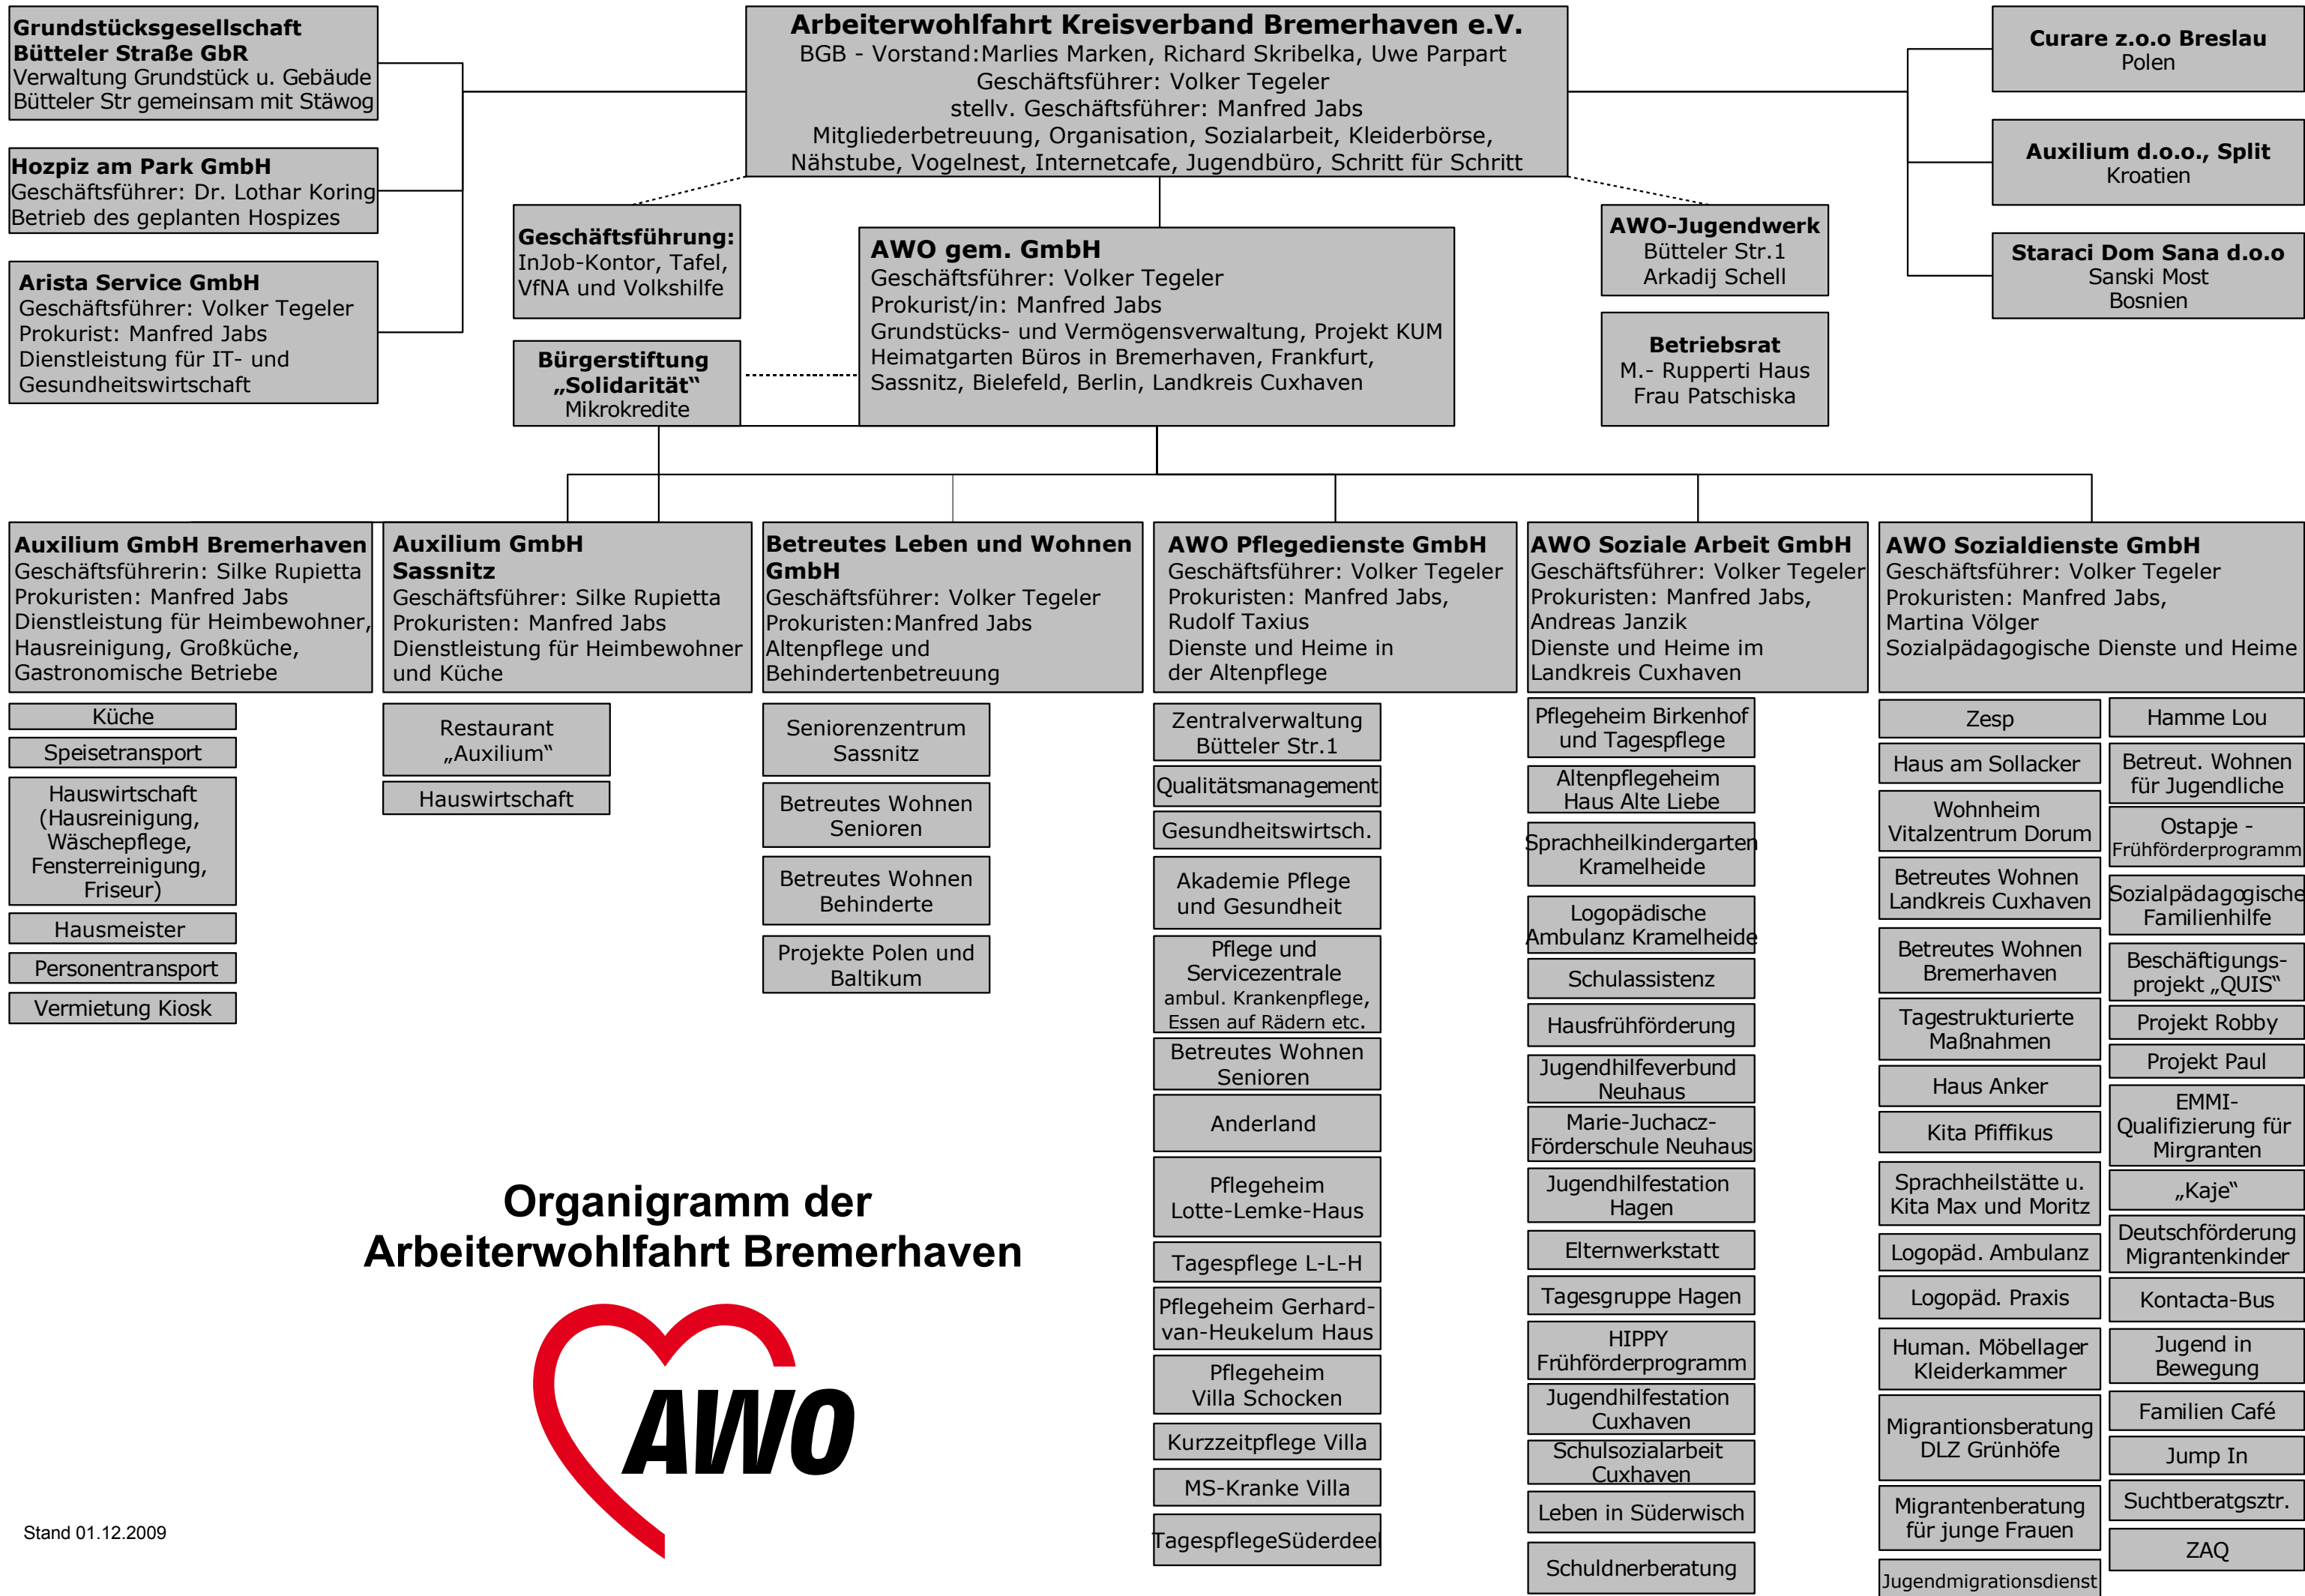 Grundstücksgesellschaft
Bütteler Straße GbR
Verwaltung Grundstück u. Gebäude
Bütteler Str gemeinsam mit Stäwog
Hozpiz am Park GmbH
Geschäftsführer: Dr. Lothar Koring
Betrieb des geplanten Hospizes
Arista Service GmbH
Geschäftsführer: Volker Tegeler
Prokurist: Manfred Jabs
Dienstleistung für IT- und
Gesundheitswirtschaft
Arbeiterwohlfahrt Kreisverband Bremerhaven e.V.
BGB - Vorstand:Marlies Marken, Richard Skribelka, Uwe Parpart
Geschäftsführer: Volker Tegeler
stellv. Geschäftsführer: Manfred Jabs
Mitgliederbetreuung, Organisation, Sozialarbeit, Kleiderbörse,
Nähstube, Vogelnest, Internetcafe, Jugendbüro, Schritt für Schritt
Curare z.o.o Breslau
Polen
Auxilium d.o.o., Split
Kroatien
Staraci Dom Sana d.o.o
Sanski Most
Bosnien
Geschäftsführung:
InJob-Kontor, Tafel,
VfNA und Volkshilfe
Bürgerstiftung
„Solidarität“
Mikrokredite
AWO gem. GmbH
Geschäftsführer: Volker Tegeler
Prokurist/in: Manfred Jabs
Grundstücks- und Vermögensverwaltung, Projekt KUM
Heimatgarten Büros in Bremerhaven, Frankfurt,
Sassnitz, Bielefeld, Berlin, Landkreis Cuxhaven
AWO-Jugendwerk
Bütteler Str.1
Arkadij Schell
Betriebsrat
M.- Rupperti Haus
Frau Patschiska
Auxilium GmbH Bremerhaven
Geschäftsführerin: Silke Rupietta
Prokuristen: Manfred Jabs
Dienstleistung für Heimbewohner,
Hausreinigung, Großküche,
Gastronomische Betriebe
Küche
Speisetransport
Hauswirtschaft
(Hausreinigung,
Wäschepflege,
Fensterreinigung,
Friseur)
Hausmeister
Personentransport
Vermietung Kiosk
Auxilium GmbH
Sassnitz
Geschäftsführer: Silke Rupietta
Prokuristen: Manfred Jabs
Dienstleistung für Heimbewohner
und Küche
Restaurant
„Auxilium“
Hauswirtschaft
Betreutes Leben und Wohnen
GmbH
Geschäftsführer: Volker Tegeler
Prokuristen:Manfred Jabs
Altenpflege und
Behindertenbetreuung
Seniorenzentrum
Sassnitz
Betreutes Wohnen
Senioren
Betreutes Wohnen
Behinderte
Projekte Polen und
Baltikum
AWO Pflegedienste GmbH
Geschäftsführer: Volker Tegeler
Prokuristen: Manfred Jabs,
Rudolf Taxius
Dienste und Heime in
der Altenpflege
Zentralverwaltung
Bütteler Str.1
Qualitätsmanagement
Gesundheitswirtsch.
Akademie Pflege
und Gesundheit
Pflege und
Servicezentrale
ambul. Krankenpflege,
Essen auf Rädern etc.
Betreutes Wohnen
Senioren
Anderland
Pflegeheim
Lotte-Lemke-Haus
Tagespflege L-L-H
Pflegeheim Gerhard-
van-Heukelum Haus
Pflegeheim
Villa Schocken
Kurzzeitpflege Villa
MS-Kranke Villa
TagespflegeSüderdeel
AWO Soziale Arbeit GmbH
Geschäftsführer: Volker Tegeler
Prokuristen: Manfred Jabs,
Andreas Janzik
Dienste und Heime im
Landkreis Cuxhaven
Pflegeheim Birkenhof
und Tagespflege
Altenpflegeheim
Haus Alte Liebe
Sprachheilkindergarten
Kramelheide
Logopädische
Ambulanz Kramelheide
Schulassistenz
Hausfrühförderung
Jugendhilfeverbund
Neuhaus
Marie-Juchacz-
Förderschule Neuhaus
Jugendhilfestation
Hagen
Elternwerkstatt
Tagesgruppe Hagen
HIPPY
Frühförderprogramm
Jugendhilfestation
Cuxhaven
Schulsozialarbeit
Cuxhaven
Leben in Süderwisch
Schuldnerberatung
AWO Sozialdienste GmbH
Geschäftsführer: Volker Tegeler
Prokuristen: Manfred Jabs,
Martina Völger
Sozialpädagogische Dienste und Heime
Zesp
Haus am Sollacker
Wohnheim
Vitalzentrum Dorum
Betreutes Wohnen
Landkreis Cuxhaven
Betreutes Wohnen
Bremerhaven
Tagestrukturierte
Maßnahmen
Haus Anker
Kita Pfiffikus
Sprachheilstätte u.
Kita Max und Moritz
Logopäd. Ambulanz
Logopäd. Praxis
Human. Möbellager
Kleiderkammer
Migrantionsberatung
DLZ Grünhöfe
Migrantenberatung
für junge Frauen
Jugendmigrationsdienst
Hamme Lou
Betreut. Wohnen
für Jugendliche
Ostapje -
Frühförderprogramm
Sozialpädagogische
Familienhilfe
Beschäftigungs-
projekt „QUIS“
Projekt Robby
Projekt Paul
EMMI-
Qualifizierung für
Mirgranten
„Kaje“
Deutschförderung
Migrantenkinder
Kontacta-Bus
Jugend in
Bewegung
Familien Café
Jump In
Suchtberatgsztr.
ZAQ
Organigramm der
Arbeiterwohlfahrt Bremerhaven
AWO
Stand 01.12.2009